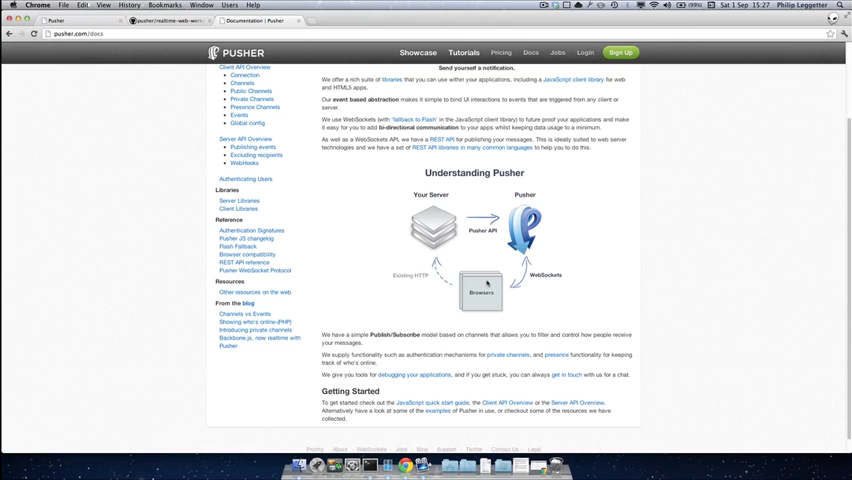 Chrome File Edit View History Bookmarks Window Users Help (99%) Sat 1 Sep 15:27 Philip Leggetter
Pusher pusher/realtime-web-wor Documentation | Pusher
pusher.com/docs
PUSHER Showcase Tutorials Pricing Docs Jobs Login Sign Up
Client API Overview
Connection
Channels
Public Channels
Private Channels
Presence Channels
Events
Global config
Server API Overview
Publishing events
Excluding recipients
WebHooks
Authenticating Users
Libraries
Server Libraries
Client Libraries
Reference
Authentication Signatures
Pusher JS changelog
Flash Fallback
Browser compatibility
REST API reference
Pusher WebSocket Protocol
Resources
Other resources on the web
From the blog
Channels vs Events
Showing who's online-(PHP)
Introducing private channels
Backbone.js, now realtime with
Pusher
Send yourself a notification.
We offer a rich suite of libraries that you can use within your applications, including a JavaScript client library for web
and HTML5 apps.
Our event based abstraction makes it simple to bind UI interactions to events that are triggered from any client or
server.
We use WebSockets (with 'fallback to Flash' in the JavaScript client library) to future proof your applications and make
it easy for you to add bi-directional communication to your apps whilst keeping data usage to a minimum.
As well as a WebSockets API, we have a REST API for publishing your messages. This is ideally suited to web server
technologies and we have a set of REST API libraries in many common languages to help you to do this.
Understanding Pusher
Your Server Pusher
Pusher API
Existing HTTP WebSockets
Browsers
We have a simple Publish/Subscribe model based on channels that allows you to filter and control how people receive
your messages.
We supply functionality such as authentication mechanisms for private channels, and presence functionality for keeping
track of who's online.
We give you tools for debugging your applications, and if you get stuck, you can always get in touch with us for a chat.
Getting Started
To get started check out the JavaScript quick start guide, the Client API Overview or the Server API Overview.
Alternatively have a look at some of the examples of Pusher in use, or checkout some of the resources we have
collected.
Pricing About WebSockets Jobs Blog Support Twitter Contact Us Legal